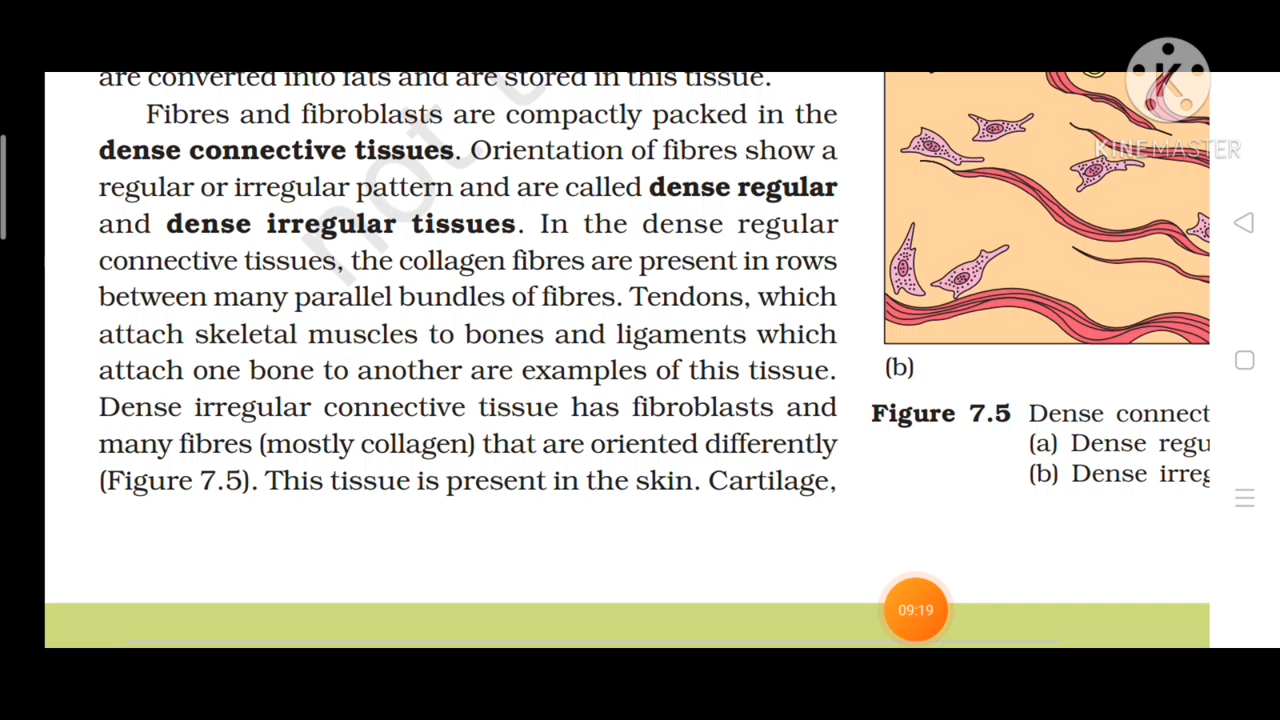 are converted into fats and are stored in this tissue.
Fibres and fibroblasts are compactly packed in the
dense connective tissues. Orientation of fibres show a
regular or irregular pattern and are called dense regular
and dense irregular tissues. In the dense regular
connective tissues, the collagen fibres are present in rows
between many parallel bundles of fibres. Tendons, which
attach skeletal muscles to bones and ligaments which
attach one bone to another are examples of this tissue.
Dense irregular connective tissue has fibroblasts and
many fibres (mostly collagen) that are oriented differently
(Figure 7.5). This tissue is present in the skin. Cartilage,
not
K
KINEMASTER
(b)
Figure 7.5 Dense connect
(a) Dense regu
(b) Dense irreg
09:19